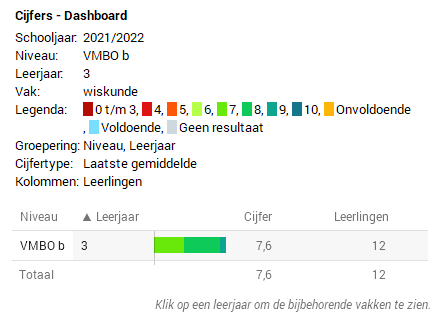 Cijfers - Dashboard
Schooljaar: 2021/2022
Niveau: VMBO b
Leerjaar: 3
Vak: wiskunde
Legenda: 0 t/m 3, 4, 5, 6, 7, 8, 9, 10, Onvoldoende
, Voldoende, Geen resultaat
Groepering: Niveau, Leerjaar
Cijfertype: Laatste gemiddelde
Kolommen: Leerlingen
Niveau ▲ Leerjaar Cijfer Leerlingen
VMBO b 3 7,6 12
Totaal 7,6 12
Klik op een leerjaar om de bijbehorende vakken te zien.